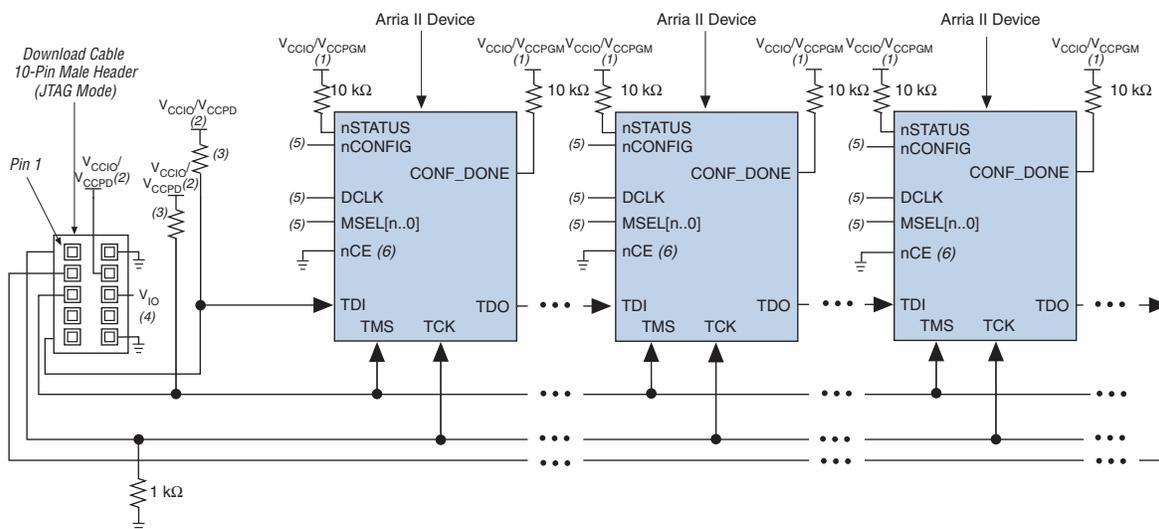 Arria II Device
Arria II Device
Arria II Device
Download Cable
10-Pin Male Header
(JTAG Mode)
Pin 1
VCCIO/
VCCPD(2)
VCCIO/VCCPD
(2)
(3)
VCCIO/
VCCPD(2)
(3)
VIO
(4)
VCCIO/VCCPGM
(1)
10 kΩ
VCCIO/VCCPGM
(1)
10 kΩ
nSTATUS
(5)
nCONFIG
CONF_DONE
(5)
DCLK
(5)
MSEL[n..0]
nCE (6)
TDI
TDO
TMS
TCK
VCCIO/VCCPGM
(1)
10 kΩ
VCCIO/VCCPGM
(1)
10 kΩ
nSTATUS
(5)
nCONFIG
CONF_DONE
(5)
DCLK
(5)
MSEL[n..0]
nCE (6)
TDI
TDO
TMS
TCK
VCCIO/VCCPGM
(1)
10 kΩ
VCCIO/VCCPGM
(1)
10 kΩ
nSTATUS
(5)
nCONFIG
CONF_DONE
(5)
DCLK
(5)
MSEL[n..0]
nCE (6)
TDI
TDO
TMS
TCK
1 kΩ